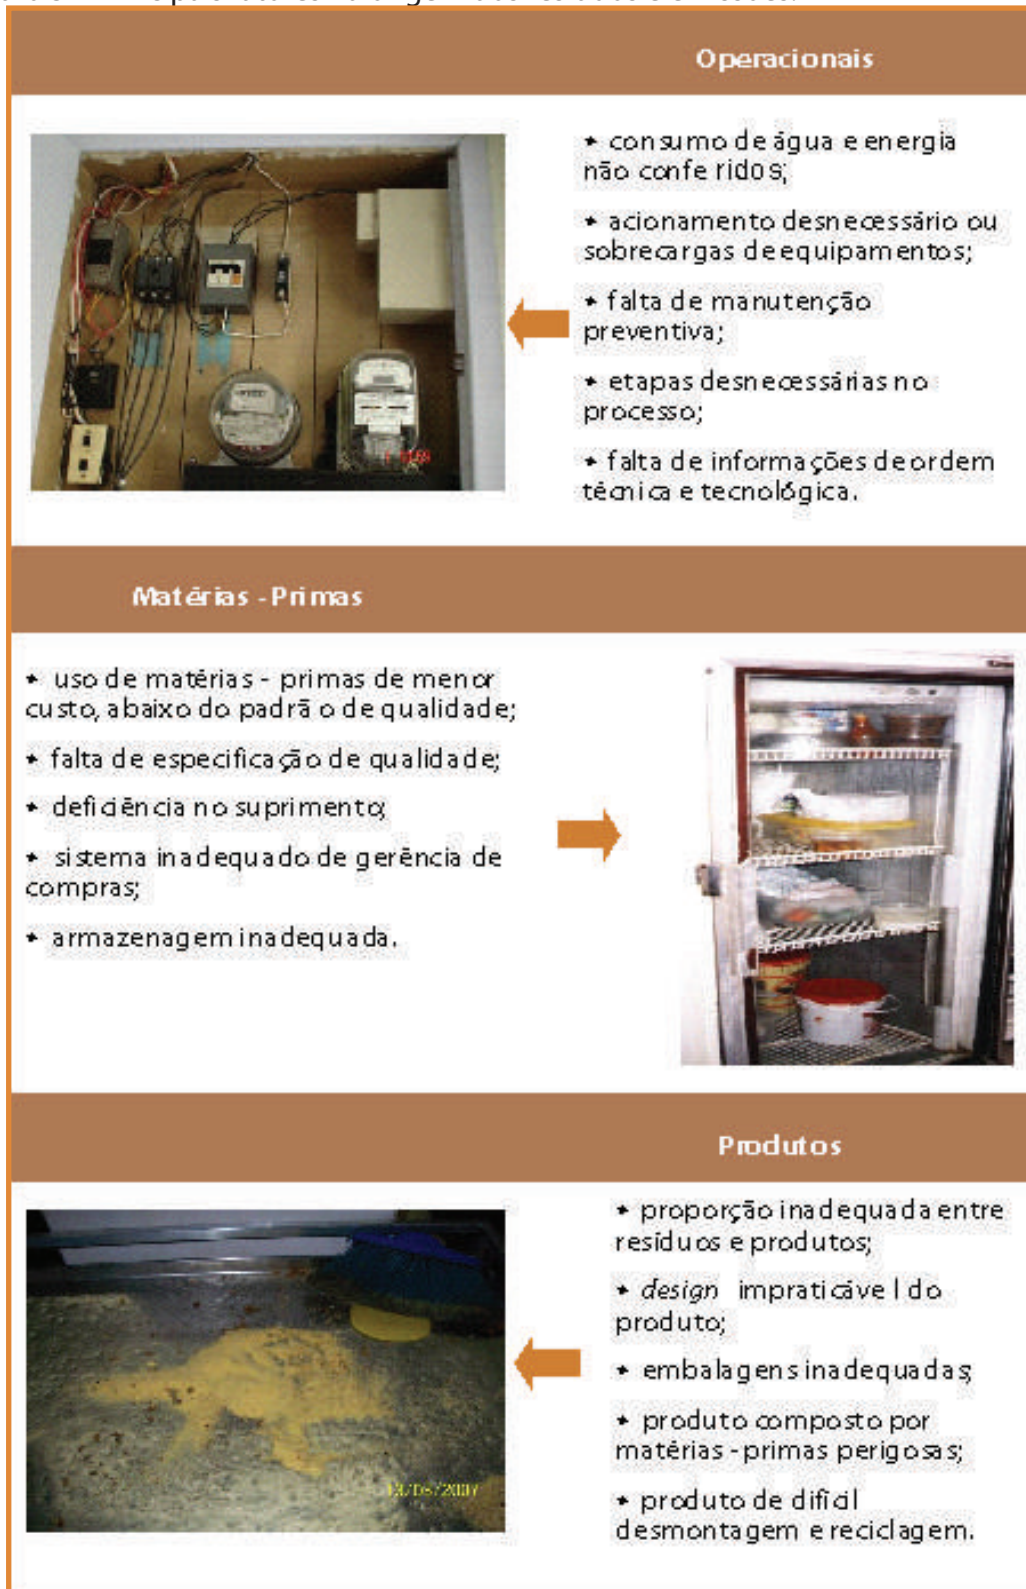 Operacionais
• consumo de água e energia
não conferidos;
• acionamento desnecessário ou
sobrecargas de equipamentos;
• falta de manutenção
preventiva;
• etapas desnecessárias no
processo;
• falta de informações de ordem
técnica e tecnológica.
Matérias - Primas
• uso de matérias - primas de menor
custo, abaixo do padrão de qualidade;
• falta de especificação de qualidade;
• deficiência no suprimento;
• sistema inadequado de gerência de
compras;
• armazenagem inadequada.
Produtos
• proporção inadequada entre
resíduos e produtos;
• design impraticável do
produto;
• embalagens inadequadas;
• produto composto por
matérias - primas perigosas;
• produto de difícil
desmontagem e reciclagem.
13/08/2007